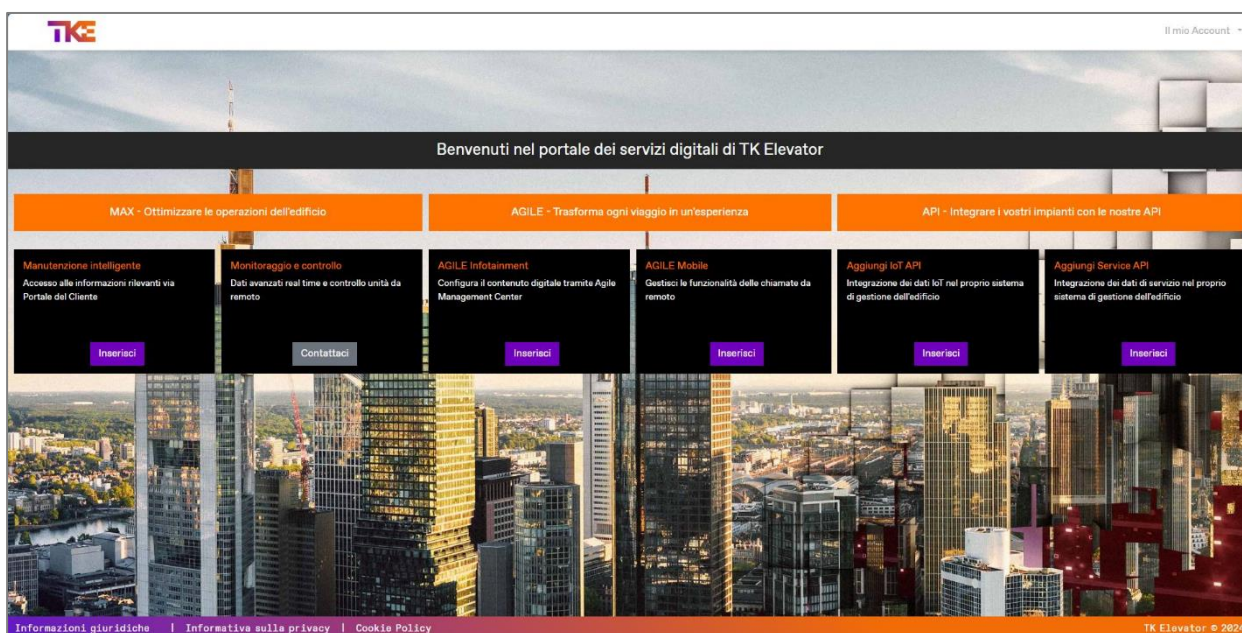 TKE
Il mio Account
Benvenuti nel portale dei servizi digitali di TK Elevator
MAX - Ottimizzare le operazioni dell'edificio
AGILE - Trasforma ogni viaggio in un'esperienza
API - Integrare i vostri impianti con le nostre API
Manutenzione intelligente
Accesso alle informazioni rilevanti via
Portale del Cliente
Inserisci
Monitoraggio e controllo
Dati avanzati real time e controllo unità da
remoto
Contattaci
AGILE Infotainment
Configura il contenuto digitale tramite Agile
Management Center
Inserisci
AGILE Mobile
Gestisci le funzionalità delle chiamate da
remoto
Inserisci
Aggiungi IoT API
Integrazione dei dati IoT nel proprio sistema
di gestione dell'edificio
Inserisci
Aggiungi Service API
Integrazione dei dati di servizio nel proprio
sistema di gestione dell'edificio
Inserisci
Informazioni giuridiche | Informativa sulla privacy | Cookie Policy
TK Elevator © 2024